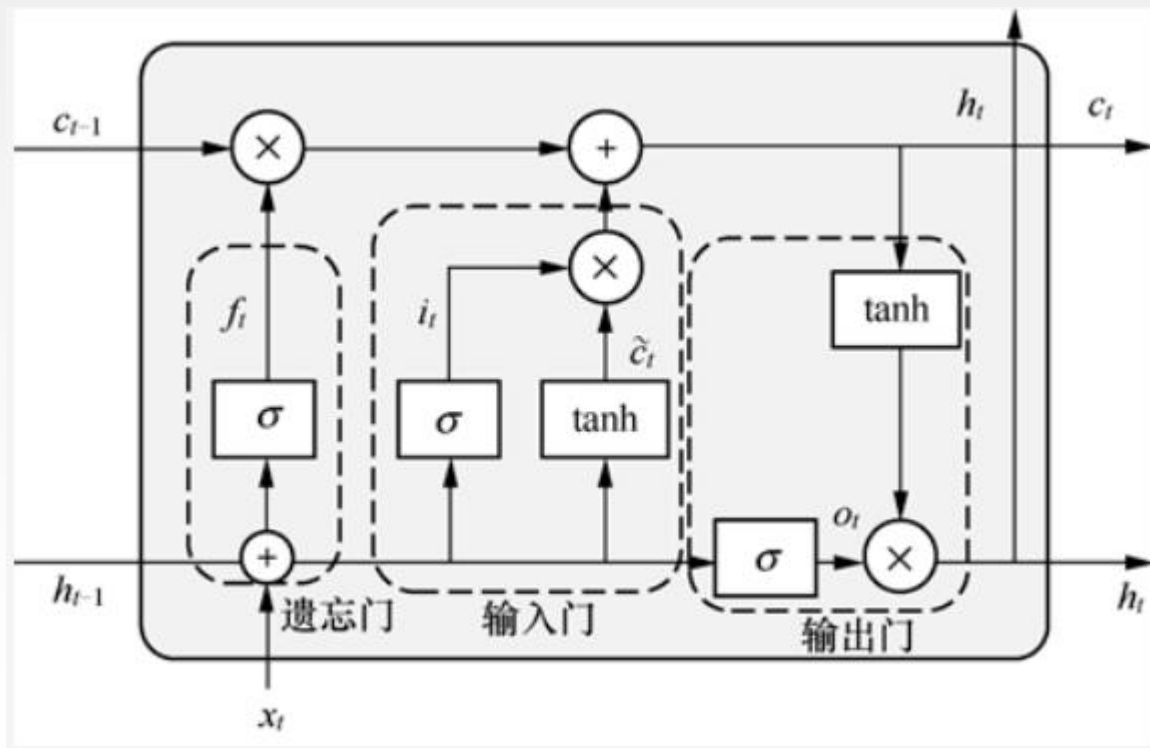 h_t
c_{t-1}
c_t
×
+
×
f_t
i_t
c̃_t
tanh
σ
σ
tanh
o_t
+
σ
×
h_{t-1}
h_t
遗忘门
输入门
输出门
x_t